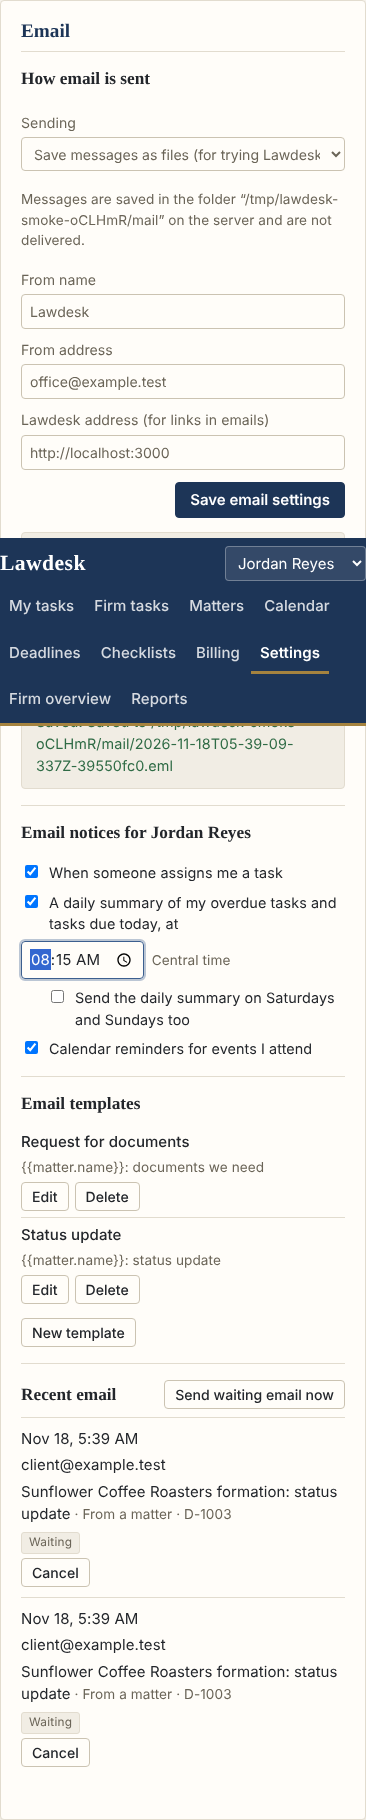 Email
How email is sent
Sending
Save messages as files (for trying Lawdesk
Messages are saved in the folder “/tmp/lawdesk-
smoke-oCLHmR/mail” on the server and are not
delivered.
From name
Lawdesk
From address
office@example.test
Lawdesk address (for links in emails)
http://localhost:3000
Save email settings
Lawdesk
Jordan Reyes
My tasks Firm tasks Matters Calendar
Deadlines Checklists Billing Settings
Firm overview Reports
oCLHmR/mail/2026-11-18T05-39-09-
337Z-39550fc0.eml
Email notices for Jordan Reyes
When someone assigns me a task
A daily summary of my overdue tasks and
tasks due today, at
08:15 AM Central time
Send the daily summary on Saturdays
and Sundays too
Calendar reminders for events I attend
Email templates
Request for documents
{{matter.name}}: documents we need
Edit Delete
Status update
{{matter.name}}: status update
Edit Delete
New template
Recent email Send waiting email now
Nov 18, 5:39 AM
client@example.test
Sunflower Coffee Roasters formation: status
update · From a matter · D-1003
Waiting
Cancel
Nov 18, 5:39 AM
client@example.test
Sunflower Coffee Roasters formation: status
update · From a matter · D-1003
Waiting
Cancel